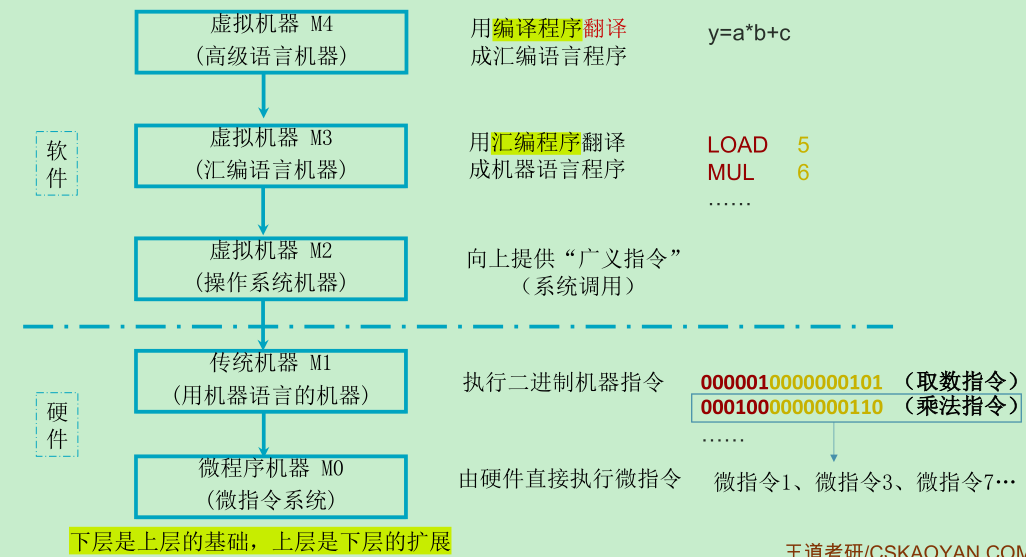 虚拟机器 M4
(高级语言机器)
用编译程序翻译
成汇编语言程序
y=a*b+c
软
件
虚拟机器 M3
(汇编语言机器)
用汇编程序翻译
成机器语言程序
LOAD 5
MUL 6
……
虚拟机器 M2
(操作系统机器)
向上提供“广义指令”
（系统调用）
硬
件
传统机器 M1
(用机器语言的机器)
执行二进制机器指令
0000010000000101 （取数指令）
0001000000000110 （乘法指令）
……
微程序机器 M0
(微指令系统)
由硬件直接执行微指令
微指令1、微指令3、微指令7…
下层是上层的基础，上层是下层的扩展
王道考研/CSKAOYAN.COM